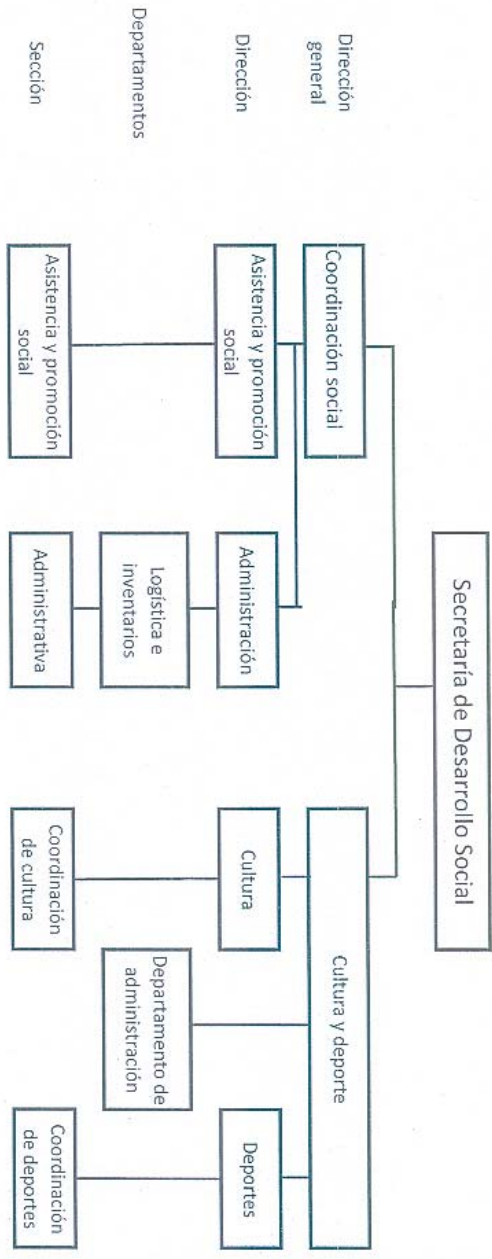 Secretaría de Desarrollo Social
Dirección
general
Coordinación social
Cultura y deporte
Dirección
Asistencia y promoción
social
Administración
Cultura
Deportes
Departamentos
Logística e
inventarios
Departamento de
administración
Sección
Asistencia y promoción
social
Administrativa
Coordinación
de cultura
Coordinación
de deportes